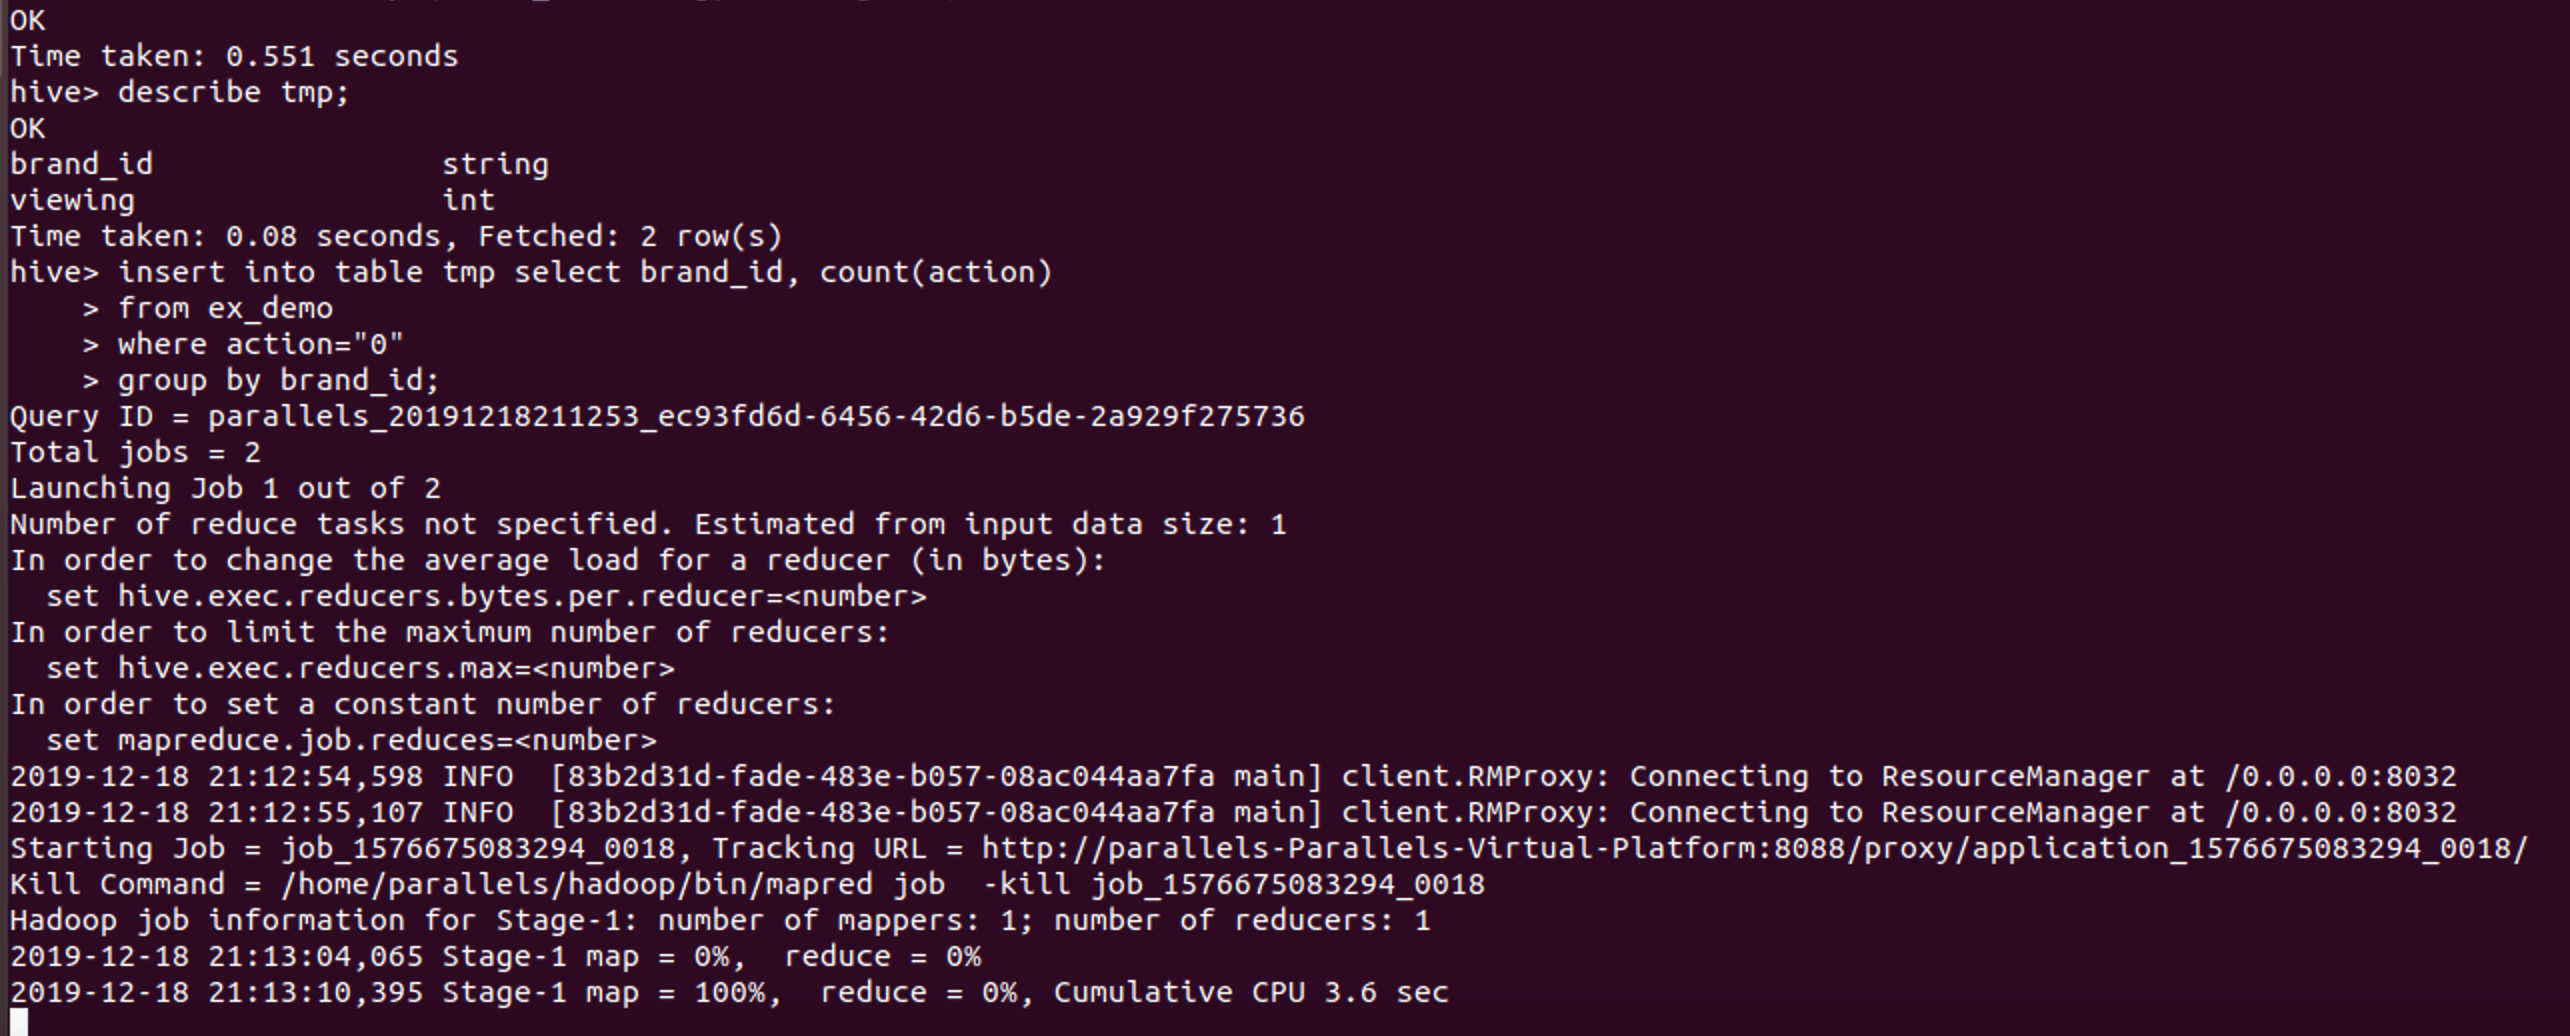 OK
Time taken: 0.551 seconds
hive> describe tmp;
OK
brand_id                string
viewing                 int
Time taken: 0.08 seconds, Fetched: 2 row(s)
hive> insert into table tmp select brand_id, count(action)
    > from ex_demo
    > where action="0"
    > group by brand_id;
Query ID = parallels_20191218211253_ec93fd6d-6456-42d6-b5de-2a929f275736
Total jobs = 2
Launching Job 1 out of 2
Number of reduce tasks not specified. Estimated from input data size: 1
In order to change the average load for a reducer (in bytes):
  set hive.exec.reducers.bytes.per.reducer=<number>
In order to limit the maximum number of reducers:
  set hive.exec.reducers.max=<number>
In order to set a constant number of reducers:
  set mapreduce.job.reduces=<number>
2019-12-18 21:12:54,598 INFO  [83b2d31d-fade-483e-b057-08ac044aa7fa main] client.RMProxy: Connecting to ResourceManager at /0.0.0.0:8032
2019-12-18 21:12:55,107 INFO  [83b2d31d-fade-483e-b057-08ac044aa7fa main] client.RMProxy: Connecting to ResourceManager at /0.0.0.0:8032
Starting Job = job_1576675083294_0018, Tracking URL = http://parallels-Parallels-Virtual-Platform:8088/proxy/application_1576675083294_0018/
Kill Command = /home/parallels/hadoop/bin/mapred job  -kill job_1576675083294_0018
Hadoop job information for Stage-1: number of mappers: 1; number of reducers: 1
2019-12-18 21:13:04,065 Stage-1 map = 0%,  reduce = 0%
2019-12-18 21:13:10,395 Stage-1 map = 100%,  reduce = 0%, Cumulative CPU 3.6 sec